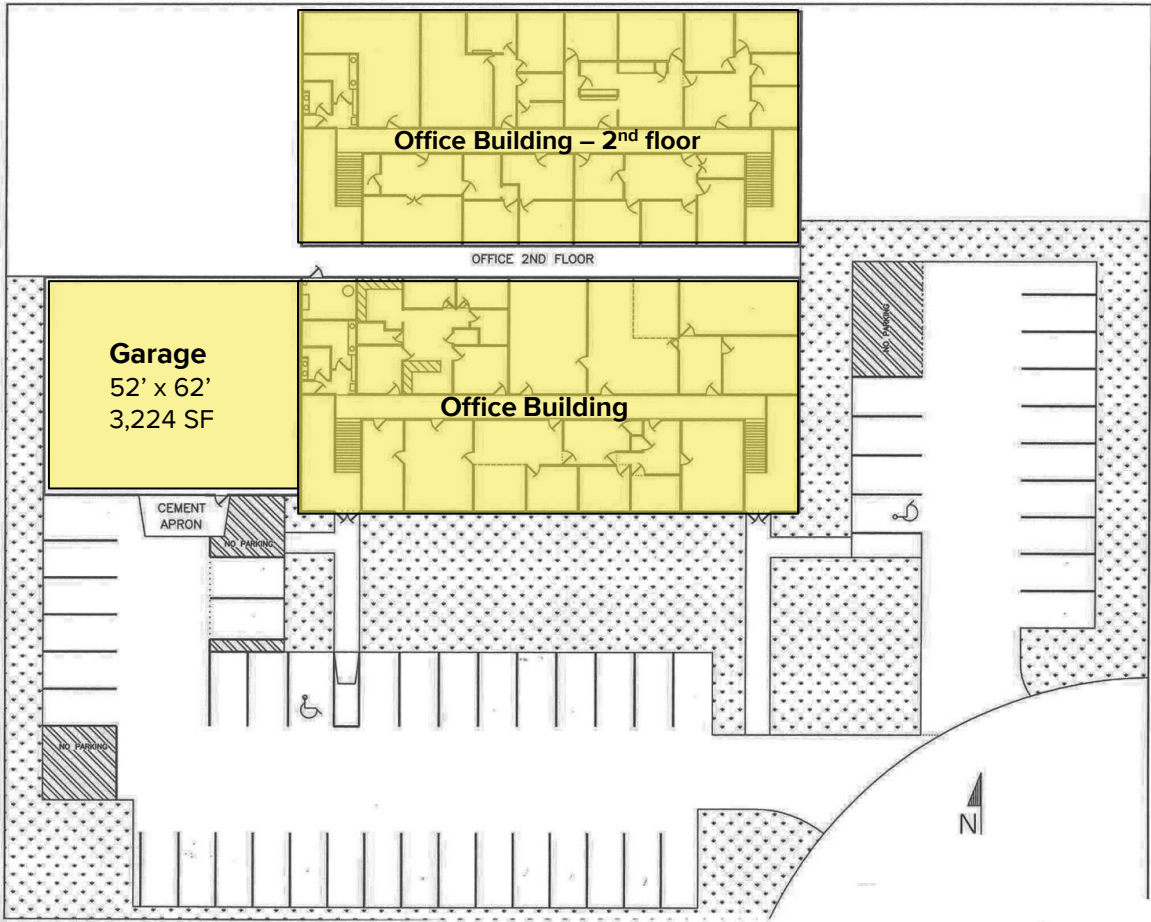 Office Building – 2nd floor
OFFICE 2ND FLOOR
Garage
52’ x 62’
3,224 SF
Office Building
NO PARKING
CEMENT
APRON
NO PARKING
NO PARKING
N